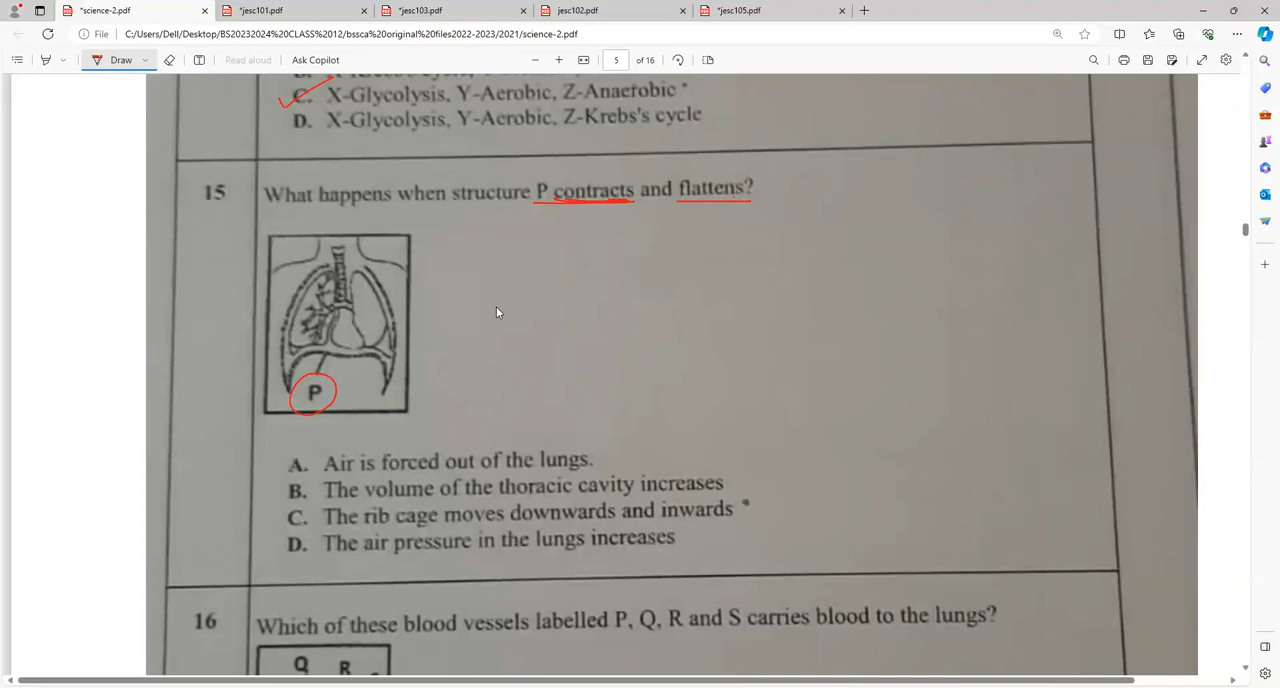 *science-2.pdf
*jesc101.pdf
*jesc103.pdf
jesc102.pdf
*jesc105.pdf
File
C:/Users/Dell/Desktop/BS20232024%20CLASS%2012/bssca%20original%20files2022-2023/2021/science-2.pdf
Draw
Read aloud
Ask Copilot
5
of 16
C. X-Glycolysis, Y-Aerobic, Z-Anaerobic *
D. X-Glycolysis, Y-Aerobic, Z-Krebs's cycle
15
What happens when structure P contracts and flattens?
P
A. Air is forced out of the lungs.
B. The volume of the thoracic cavity increases
C. The rib cage moves downwards and inwards *
D. The air pressure in the lungs increases
16
Which of these blood vessels labelled P, Q, R and S carries blood to the lungs?
Q R